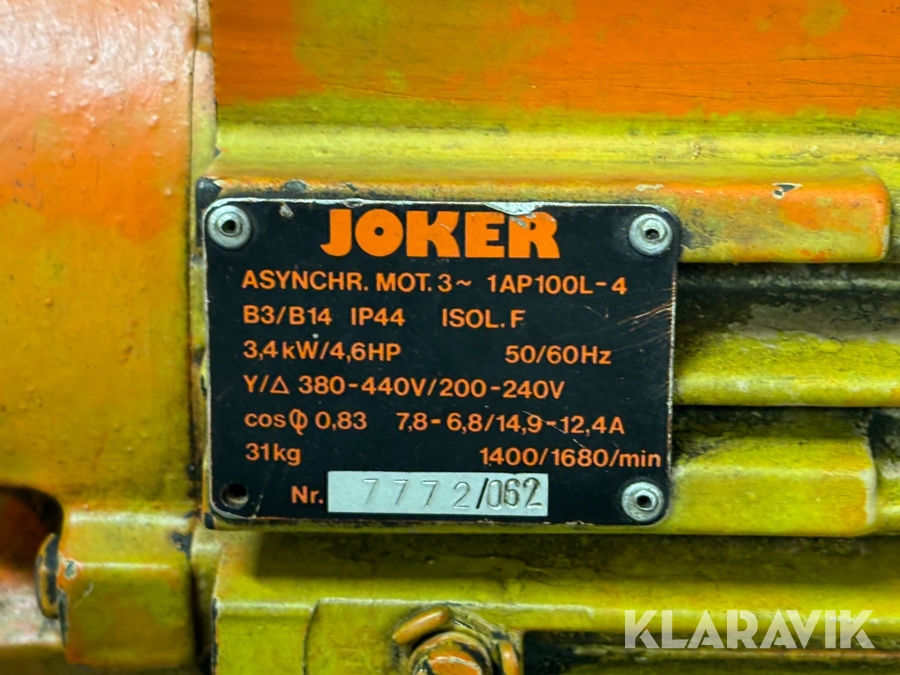 JOKER
ASYNCHR. MOT. 3~ 1AP100L-4
B3/B14 IP44 ISOL. F
3,4 kW/4,6HP 50/60Hz
Y/△ 380-440V/200-240V
cos φ 0,83 7,8-6,8/14,9-12,4A
31kg 1400/1680/min
Nr. 7772/062
KLARAVIK